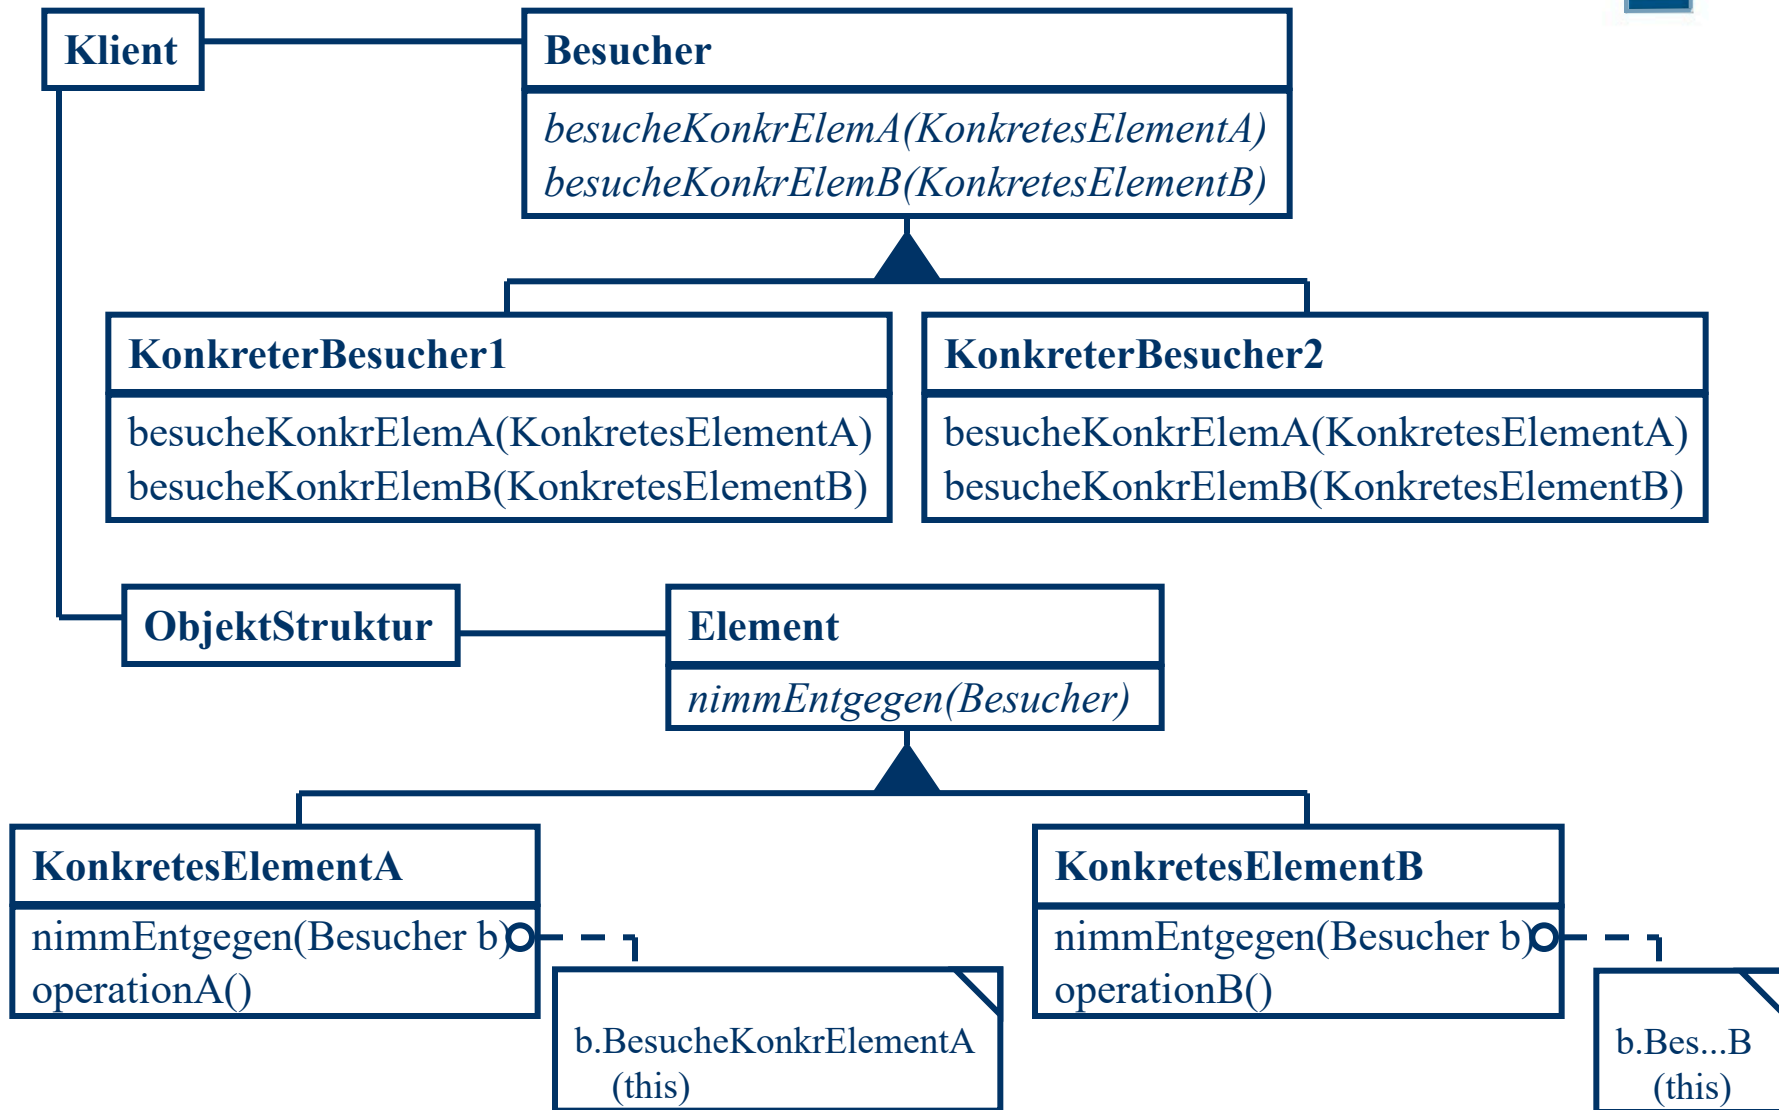 Klient
Besucher
besucheKonkrElemA(KonkretesElementA)
besucheKonkrElemB(KonkretesElementB)
KonkreterBesucher1
besucheKonkrElemA(KonkretesElementA)
besucheKonkrElemB(KonkretesElementB)
KonkreterBesucher2
besucheKonkrElemA(KonkretesElementA)
besucheKonkrElemB(KonkretesElementB)
ObjektStruktur
Element
nimmEntgegen(Besucher)
KonkretesElementA
nimmEntgegen(Besucher b)
operationA()
b.BesucheKonkrElementA
(this)
KonkretesElementB
nimmEntgegen(Besucher b)
operationB()
b.Bes...B
(this)